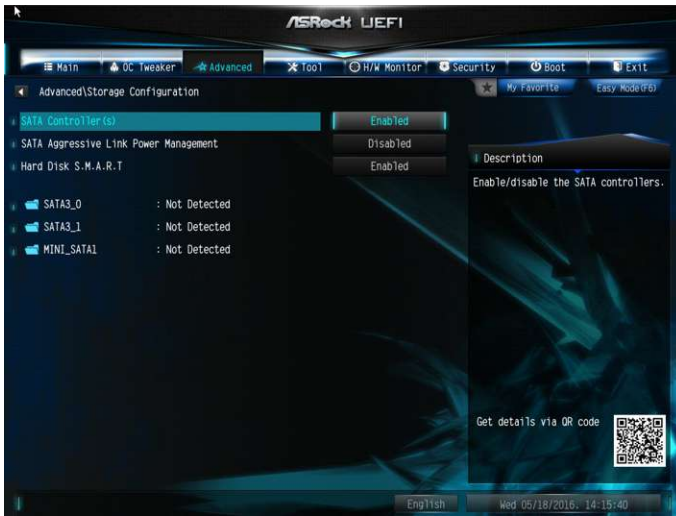 ASRock UEFI
Main OC Tweaker Advanced Tool H/W Monitor Security Boot Exit
Advanced\Storage Configuration
My Favorite Easy Mode(F6)
SATA Controller(s) Enabled
SATA Aggressive Link Power Management Disabled
Hard Disk S.M.A.R.T Enabled
SATA3_0 : Not Detected
SATA3_1 : Not Detected
MINI_SATA1 : Not Detected
Description
Enable/disable the SATA controllers.
Get details via QR code
English
Wed 05/18/2016. 14:15:40